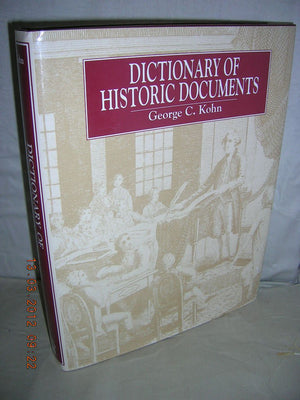 DICTIONARY OF
HISTORIC DOCUMENTS
George C. Kohn
DICTIONARY OF